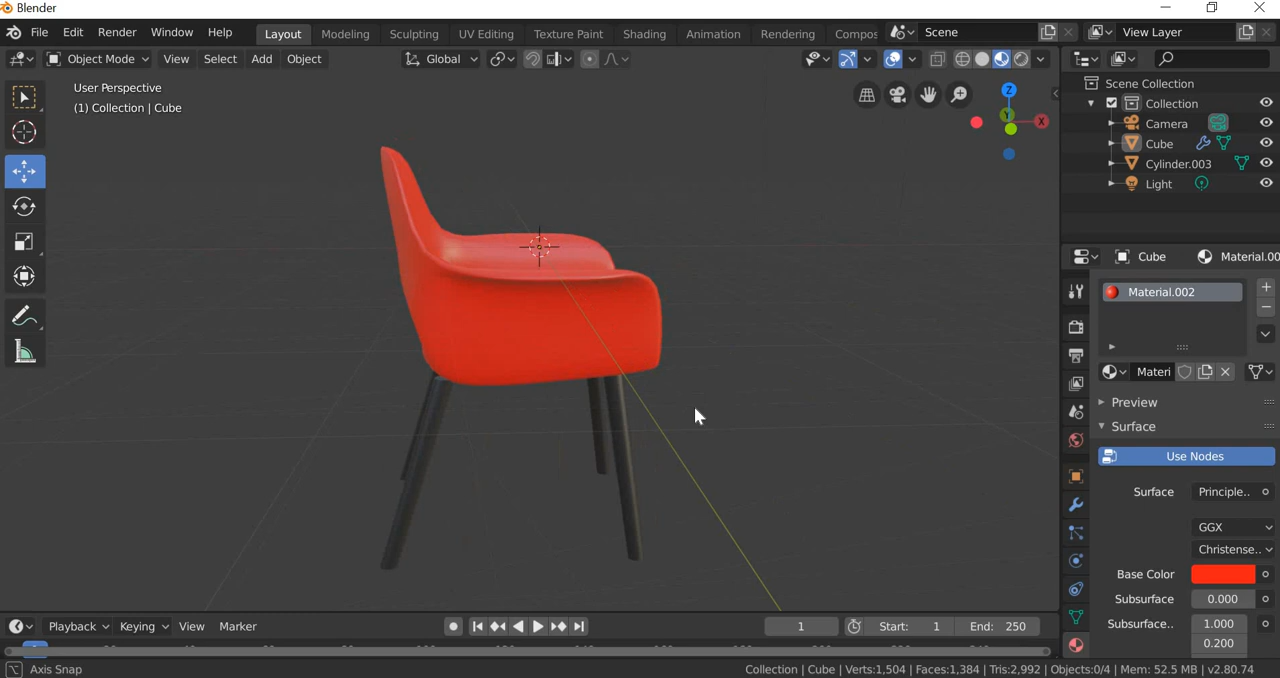 Blender
File Edit Render Window Help Layout Modeling Sculpting UV Editing Texture Paint Shading Animation Rendering Compos Scene View Layer
Object Mode View Select Add Object Global
User Perspective
(1) Collection | Cube
Z
Y
X
Scene Collection
Collection
Camera
Cube
Cylinder.003
Light
Cube Material.00
Material.002
Materi
Preview
Surface
Use Nodes
Surface Principle..
GGX
Christense..
Base Color
Subsurface 0.000
Subsurface.. 1.000
0.200
Playback Keying View Marker 1 Start: 1 End: 250
Axis Snap
Collection | Cube | Verts:1,504 | Faces:1,384 | Tris:2,992 | Objects:0/4 | Mem: 52.5 MB | v2.80.74